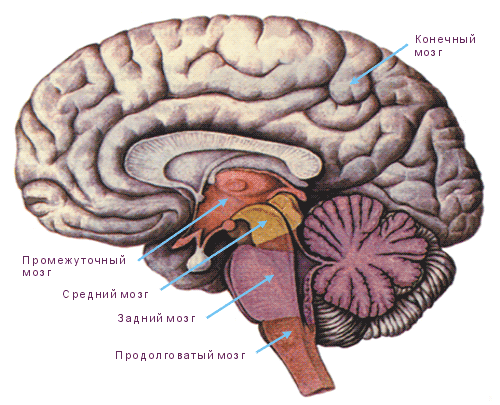 Конечный
мозг
Промежуточный
мозг
Средний мозг
Задний мозг
Продолговатый мозг